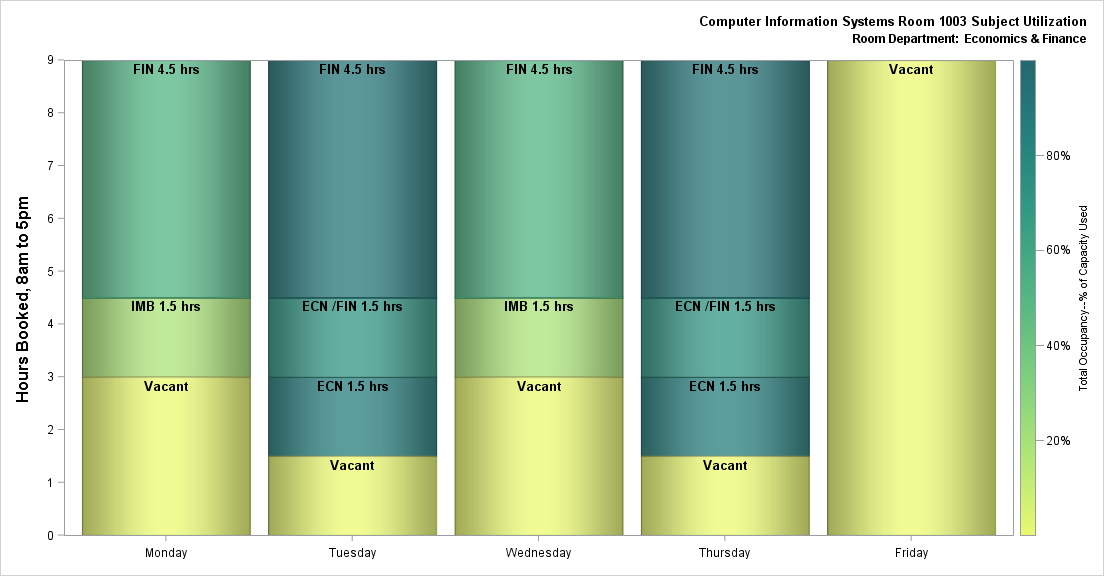 Computer Information Systems Room 1003 Subject Utilization
Room Department: Economics & Finance
Hours Booked, 8am to 5pm
9
8
7
6
5
4
3
2
1
0
FIN 4.5 hrs
IMB 1.5 hrs
Vacant
FIN 4.5 hrs
ECN /FIN 1.5 hrs
ECN 1.5 hrs
Vacant
FIN 4.5 hrs
IMB 1.5 hrs
Vacant
FIN 4.5 hrs
ECN /FIN 1.5 hrs
ECN 1.5 hrs
Vacant
Vacant
Monday
Tuesday
Wednesday
Thursday
Friday
80%
60%
40%
20%
Total Occupancy--% of Capacity Used